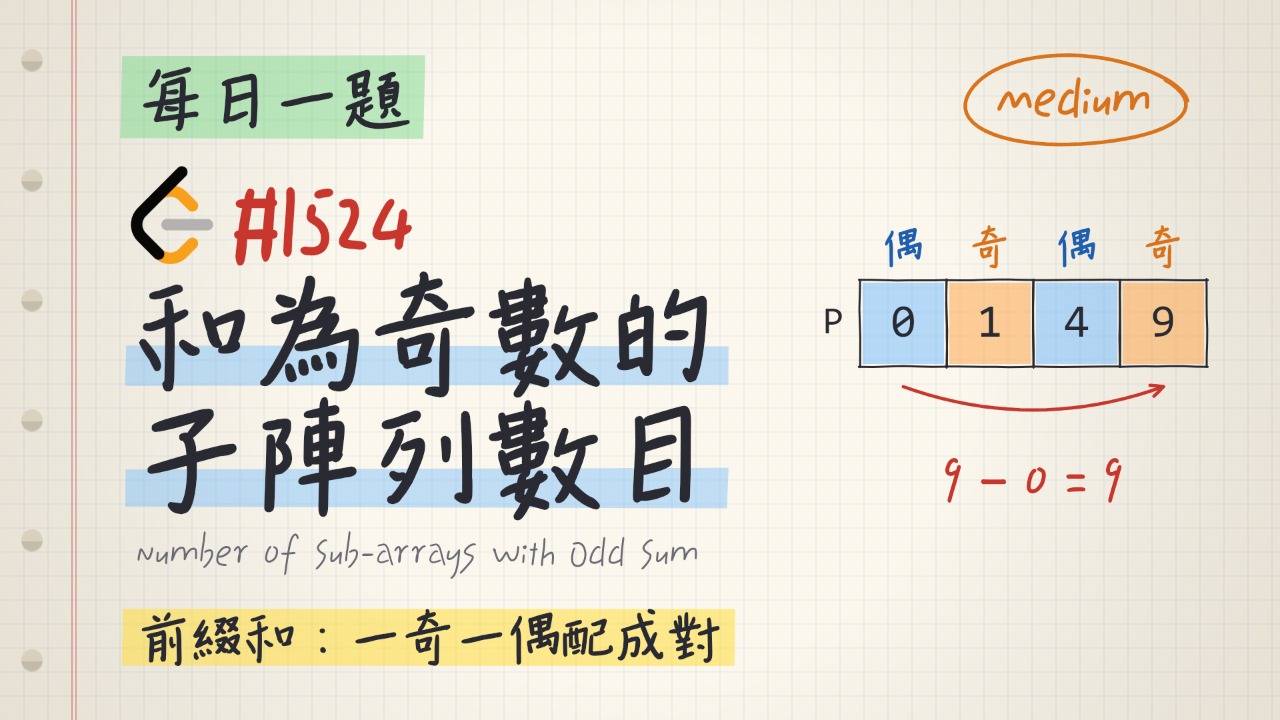 每日一題
medium
#1524
和為奇數的
子陣列數目
Number of Sub-arrays With Odd Sum
前綴和：一奇一偶配成對
偶 奇 偶 奇
P 0 1 4 9
9 - 0 = 9